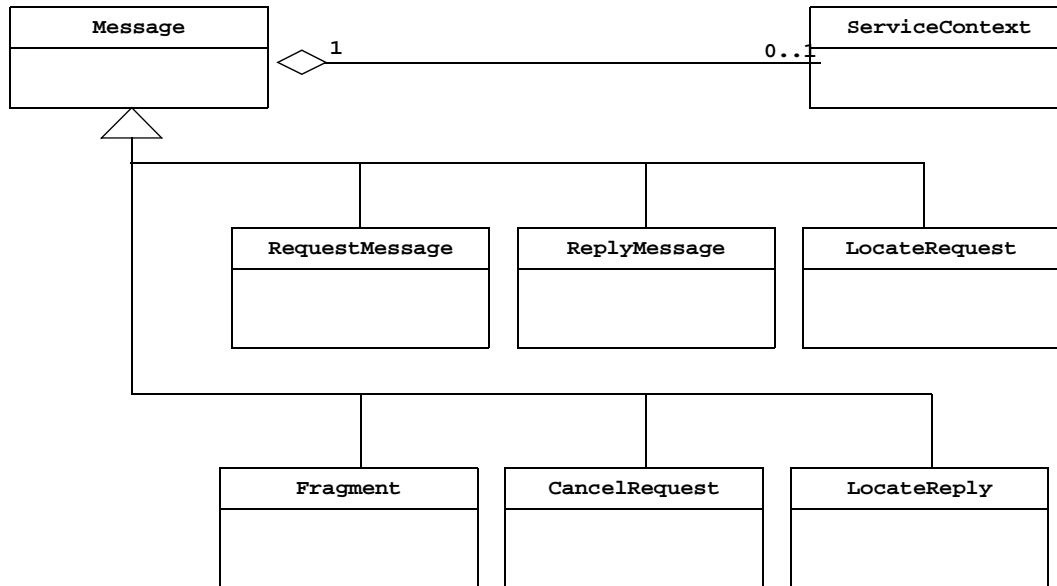 Message
ServiceContext
1
0..1
RequestMessage
ReplyMessage
LocateRequest
Fragment
CancelRequest
LocateReply